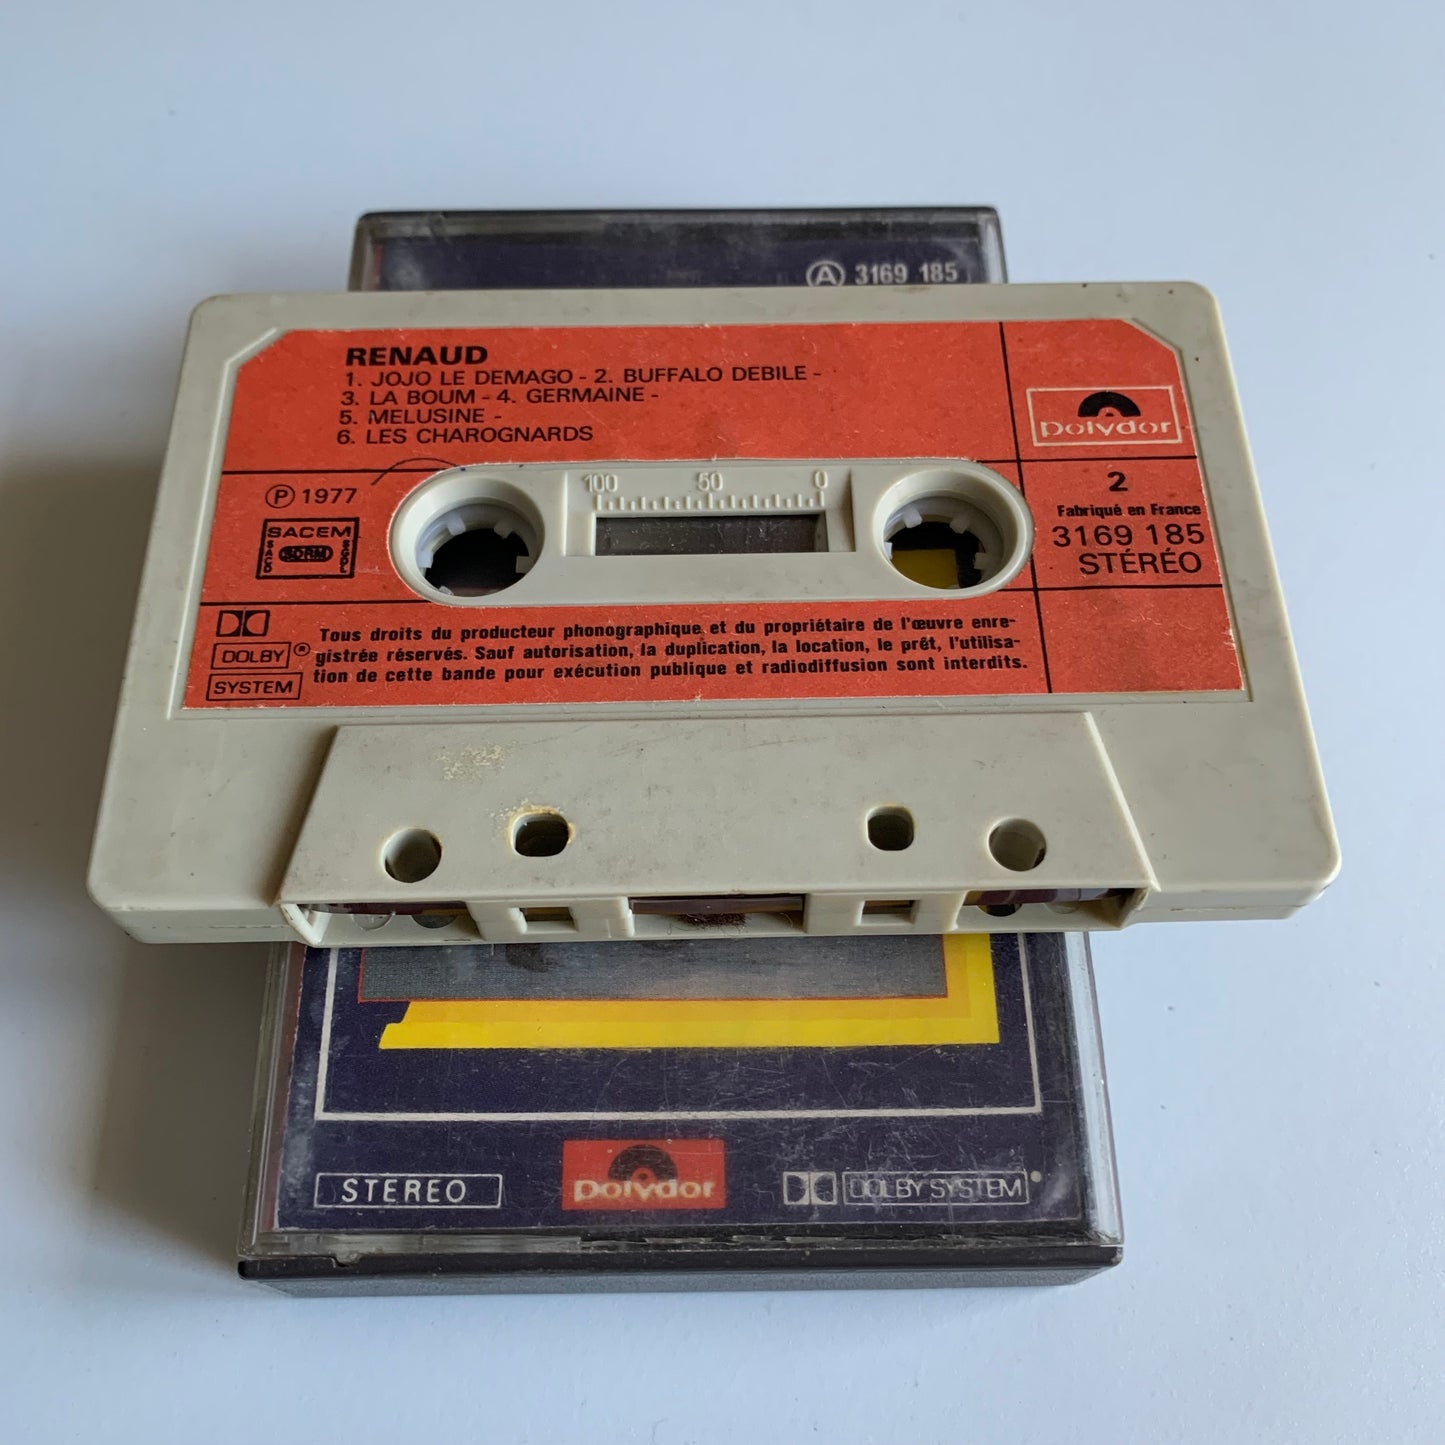 A 3169 185
RENAUD
1. JOJO LE DEMAGO - 2. BUFFALO DEBILE -
3. LA BOUM - 4. GERMAINE -
5. MELUSINE -
6. LES CHAROGNARDS
polydor
100 50 0
P 1977
2
Fabriqué en France
3169 185
STÉRÉO
SACEM
SACD SDRM SGDL
DOLBY ®
SYSTEM
Tous droits du producteur phonographique et du propriétaire de l'œuvre enre-
gistrée réservés. Sauf autorisation, la duplication, la location, le prêt, l'utilisa-
tion de cette bande pour exécution publique et radiodiffusion sont interdits.
STEREO
polydor
DOLBY SYSTEM